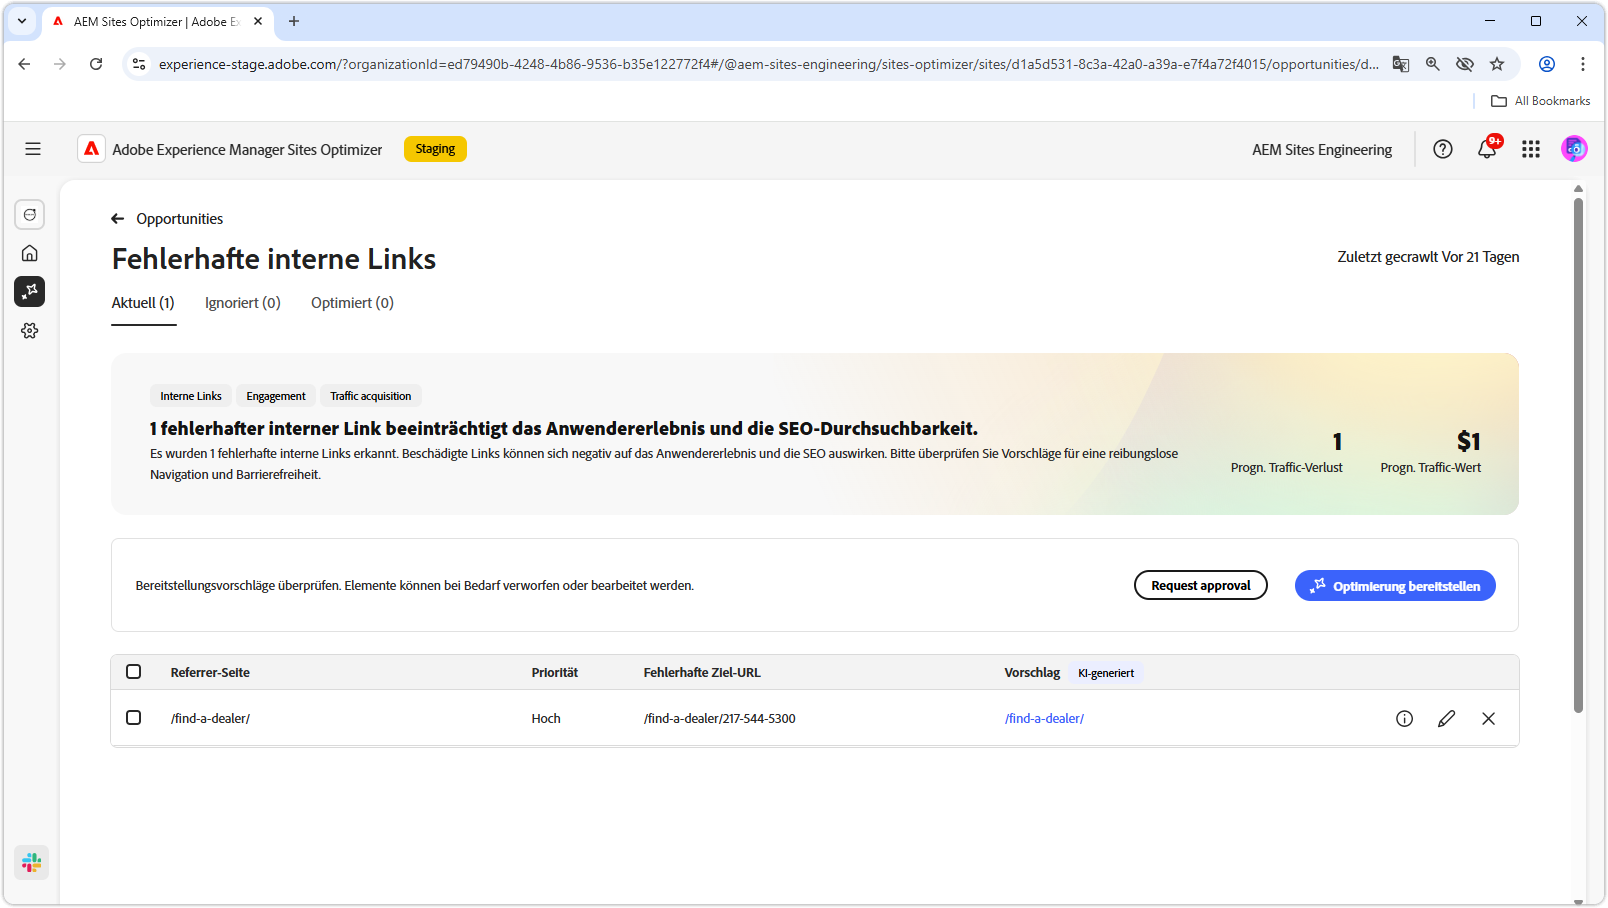 AEM Sites Optimizer | Adobe Ex
experience-stage.adobe.com/?organizationId=ed79490b-4248-4b86-9536-b35e122772f4#/@aem-sites-engineering/sites-optimizer/sites/d1a5d531-8c3a-42a0-a39a-e7f4a72f4015/opportunities/d...
All Bookmarks
Adobe Experience Manager Sites Optimizer
Staging
AEM Sites Engineering
9+
Opportunities
Fehlerhafte interne Links
Zuletzt gecrawlt Vor 21 Tagen
Aktuell (1)
Ignoriert (0)
Optimiert (0)
Interne Links
Engagement
Traffic acquisition
1 fehlerhafter interner Link beeinträchtigt das Anwendererlebnis und die SEO-Durchsuchbarkeit.
Es wurden 1 fehlerhafte interne Links erkannt. Beschädigte Links können sich negativ auf das Anwendererlebnis und die SEO auswirken. Bitte überprüfen Sie Vorschläge für eine reibungslose
Navigation und Barrierefreiheit.
1
Progn. Traffic-Verlust
$1
Progn. Traffic-Wert
Bereitstellungsvorschläge überprüfen. Elemente können bei Bedarf verworfen oder bearbeitet werden.
Request approval
Optimierung bereitstellen
Referrer-Seite
Priorität
Fehlerhafte Ziel-URL
Vorschlag
KI-generiert
/find-a-dealer/
Hoch
/find-a-dealer/217-544-5300
/find-a-dealer/